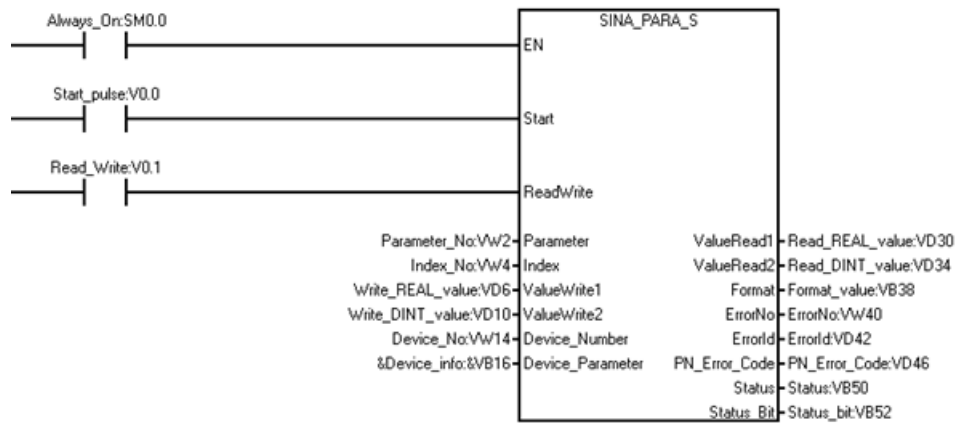 Always_On:SM0.0 SINA_PARA_S
EN
Start_pulse:V0.0
Start
Read_Write:V0.1
ReadWrite
Parameter_No:VW2 Parameter ValueRead1 Read_REAL_value:VD30
Index_No:VW4 Index ValueRead2 Read_DINT_value:VD34
Write_REAL_value:VD6 ValueWrite1 Format Format_value:VB38
Write_DINT_value:VD10 ValueWrite2 ErrorNo ErrorNo:VW40
Device_No:VW14 Device_Number ErrorId ErrorId:VD42
&Device_info:&VB16 Device_Parameter PN_Error_Code PN_Error_Code:VD46
Status Status:VB50
Status_Bit Status_bit:VB52